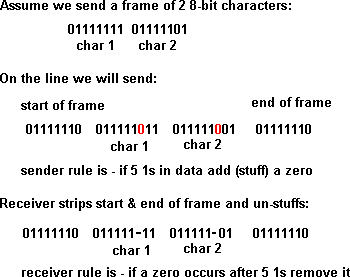 Assume we send a frame of 2 8-bit characters:
01111111 01111101
char 1 char 2
On the line we will send:
start of frame end of frame
01111110 011111011 011111001 01111110
char 1 char 2
sender rule is - if 5 1s in data add (stuff) a zero
Receiver strips start & end of frame and un-stuffs:
01111110 011111-11 011111-01 01111110
char 1 char 2
receiver rule is - if a zero occurs after 5 1s remove it